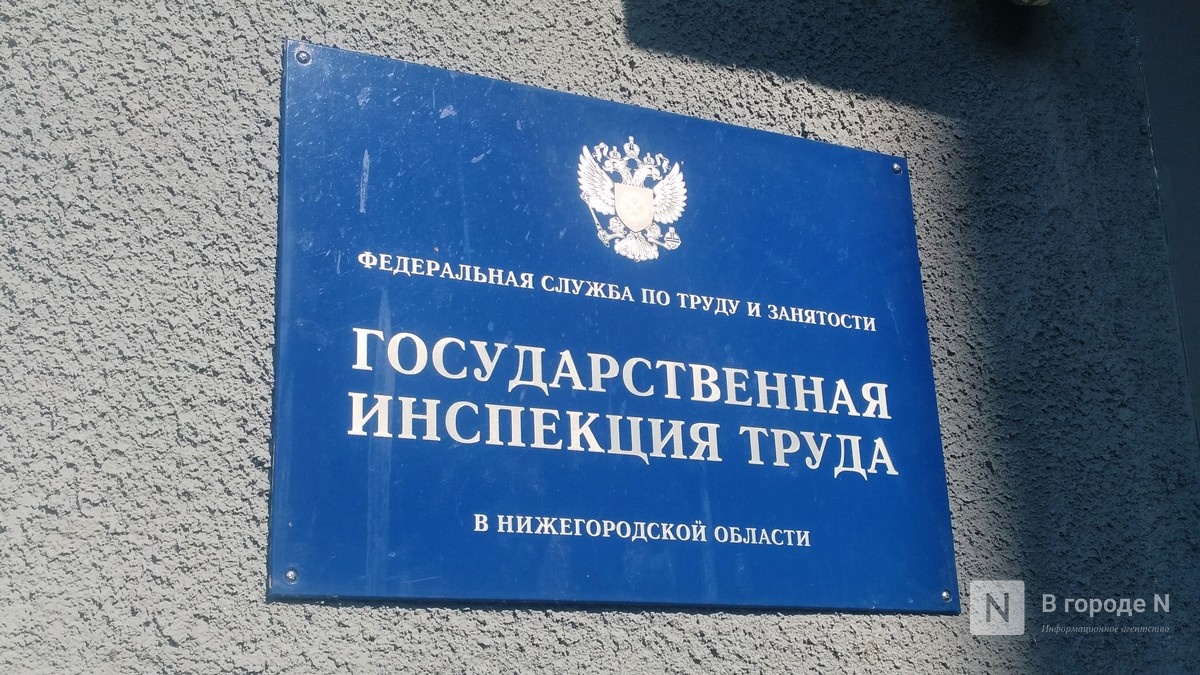 ФЕДЕРАЛЬНАЯ СЛУЖБА ПО ТРУДУ И ЗАНЯТОСТИ
ГОСУДАРСТВЕННАЯ
ИНСПЕКЦИЯ ТРУДА
В НИЖЕГОРОДСКОЙ ОБЛАСТИ
N В городе N
Информационное агентство